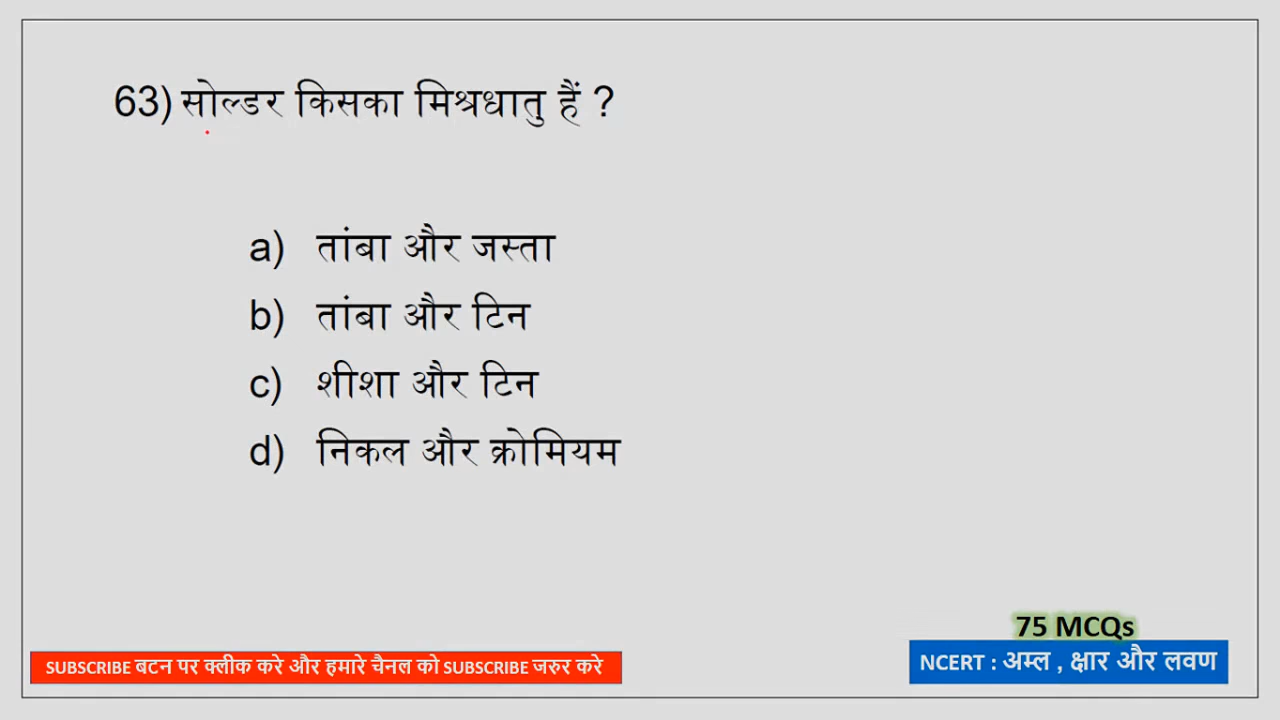 63) सोल्डर किसका मिश्रधातु हैं ?
a) तांबा और जस्ता
b) तांबा और टिन
c) शीशा और टिन
d) निकल और क्रोमियम
75 MCQs
SUBSCRIBE बटन पर क्लीक करे और हमारे चैनल को SUBSCRIBE जरुर करे
NCERT : अम्ल , क्षार और लवण